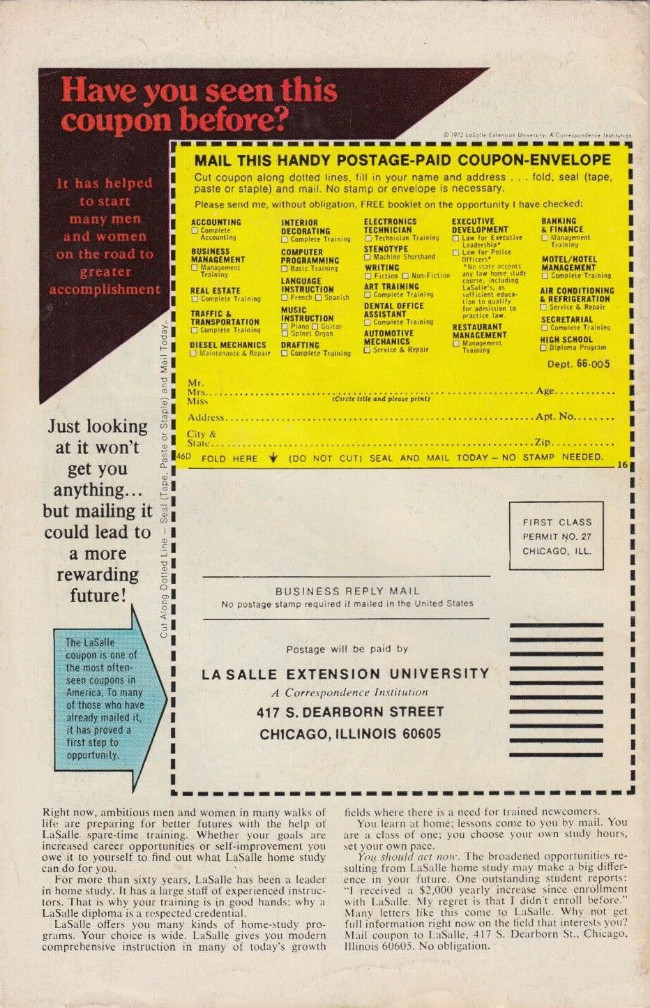 Have you seen this
coupon before?
© 1972 LaSalle Extension University, A Correspondence Institution
It has helped
to start
many men
and women
on the road to
greater
accomplishment
MAIL THIS HANDY POSTAGE-PAID COUPON-ENVELOPE
Cut coupon along dotted lines, fill in your name and address . . . fold, seal (tape,
paste or staple) and mail. No stamp or envelope is necessary.
Please send me, without obligation, FREE booklet on the opportunity I have checked:
ACCOUNTING
☐ Complete
Accounting
BUSINESS
MANAGEMENT
☐ Management
Training
REAL ESTATE
☐ Complete Training
TRAFFIC &
TRANSPORTATION
☐ Complete Training
DIESEL MECHANICS
☐ Maintenance & Repair
INTERIOR
DECORATING
☐ Complete Training
COMPUTER
PROGRAMMING
☐ Basic Training
LANGUAGE
INSTRUCTION
☐ French ☐ Spanish
MUSIC
INSTRUCTION
☐ Piano ☐ Guitar
☐ Spinet Organ
DRAFTING
☐ Complete Training
ELECTRONICS
TECHNICIAN
☐ Technician Training
STENOTYPE
☐ Machine Shorthand
WRITING
☐ Fiction ☐ Non-Fiction
ART TRAINING
☐ Complete Training
DENTAL OFFICE
ASSISTANT
☐ Complete Training
AUTOMOTIVE
MECHANICS
☐ Service & Repair
EXECUTIVE
DEVELOPMENT
☐ Law for Executive
Leadership*
☐ Law for Police
Officers*
*No state accepts
any law home study
course, including
LaSalle's, as
sufficient educa-
tion to qualify
for admission to
practice law.
RESTAURANT
MANAGEMENT
☐ Management
Training
BANKING
& FINANCE
☐ Management
Training
MOTEL/HOTEL
MANAGEMENT
☐ Complete Training
AIR CONDITIONING
& REFRIGERATION
☐ Service & Repair
SECRETARIAL
☐ Complete Training
HIGH SCHOOL
☐ Diploma Program
Dept. 66-005
Mr.
Mrs. Age
Miss (Circle title and please print)
Address Apt. No.
City &
State Zip
46D FOLD HERE (DO NOT CUT) SEAL AND MAIL TODAY – NO STAMP NEEDED. 16
Cut Along Dotted Line – Seal (Tape, Paste or Staple) and Mail Today.
Just looking
at it won't
get you
anything...
but mailing it
could lead to
a more
rewarding
future!
FIRST CLASS
PERMIT NO. 27
CHICAGO, ILL.
BUSINESS REPLY MAIL
No postage stamp required if mailed in the United States
Postage will be paid by
LA SALLE EXTENSION UNIVERSITY
A Correspondence Institution
417 S. DEARBORN STREET
CHICAGO, ILLINOIS 60605
The LaSalle
coupon is one of
the most often-
seen coupons in
America. To many
of those who have
already mailed it,
it has proved a
first step to
opportunity.
Right now, ambitious men and women in many walks of
life are preparing for better futures with the help of
LaSalle spare-time training. Whether your goals are
increased career opportunities or self-improvement you
owe it to yourself to find out what LaSalle home study
can do for you.
For more than sixty years, LaSalle has been a leader
in home study. It has a large staff of experienced instruc-
tors. That is why your training is in good hands; why a
LaSalle diploma is a respected credential.
LaSalle offers you many kinds of home-study pro-
grams. Your choice is wide. LaSalle gives you modern
comprehensive instruction in many of today's growth
fields where there is a need for trained newcomers.
You learn at home; lessons come to you by mail. You
are a class of one; you choose your own study hours,
set your own pace.
You should act now. The broadened opportunities re-
sulting from LaSalle home study may make a big differ-
ence in your future. One outstanding student reports:
"I received a $2,000 yearly increase since enrollment
with LaSalle. My regret is that I didn't enroll before."
Many letters like this come to LaSalle. Why not get
full information right now on the field that interests you?
Mail coupon to LaSalle, 417 S. Dearborn St., Chicago,
Illinois 60605. No obligation.